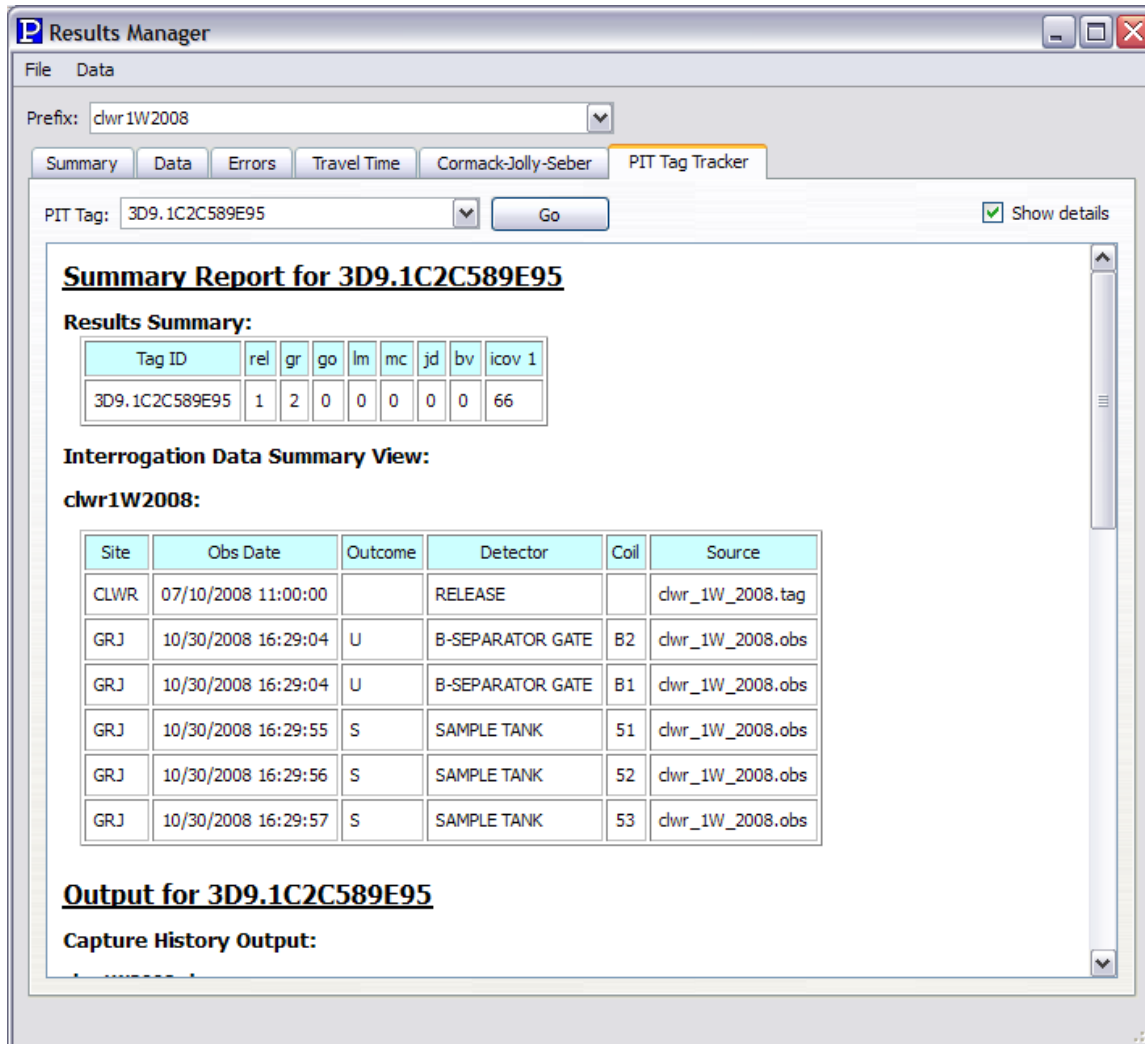 P Results Manager
File Data
Prefix: clwr1W2008
Summary Data Errors Travel Time Cormack-Jolly-Seber PIT Tag Tracker
PIT Tag: 3D9.1C2C589E95 Go Show details
Summary Report for 3D9.1C2C589E95
Results Summary:
Tag ID rel gr go lm mc jd bv icov 1
3D9.1C2C589E95 1 2 0 0 0 0 0 66
Interrogation Data Summary View:
clwr1W2008:
Site Obs Date Outcome Detector Coil Source
CLWR 07/10/2008 11:00:00 RELEASE clwr_1W_2008.tag
GRJ 10/30/2008 16:29:04 U B-SEPARATOR GATE B2 clwr_1W_2008.obs
GRJ 10/30/2008 16:29:04 U B-SEPARATOR GATE B1 clwr_1W_2008.obs
GRJ 10/30/2008 16:29:55 S SAMPLE TANK 51 clwr_1W_2008.obs
GRJ 10/30/2008 16:29:56 S SAMPLE TANK 52 clwr_1W_2008.obs
GRJ 10/30/2008 16:29:57 S SAMPLE TANK 53 clwr_1W_2008.obs
Output for 3D9.1C2C589E95
Capture History Output: